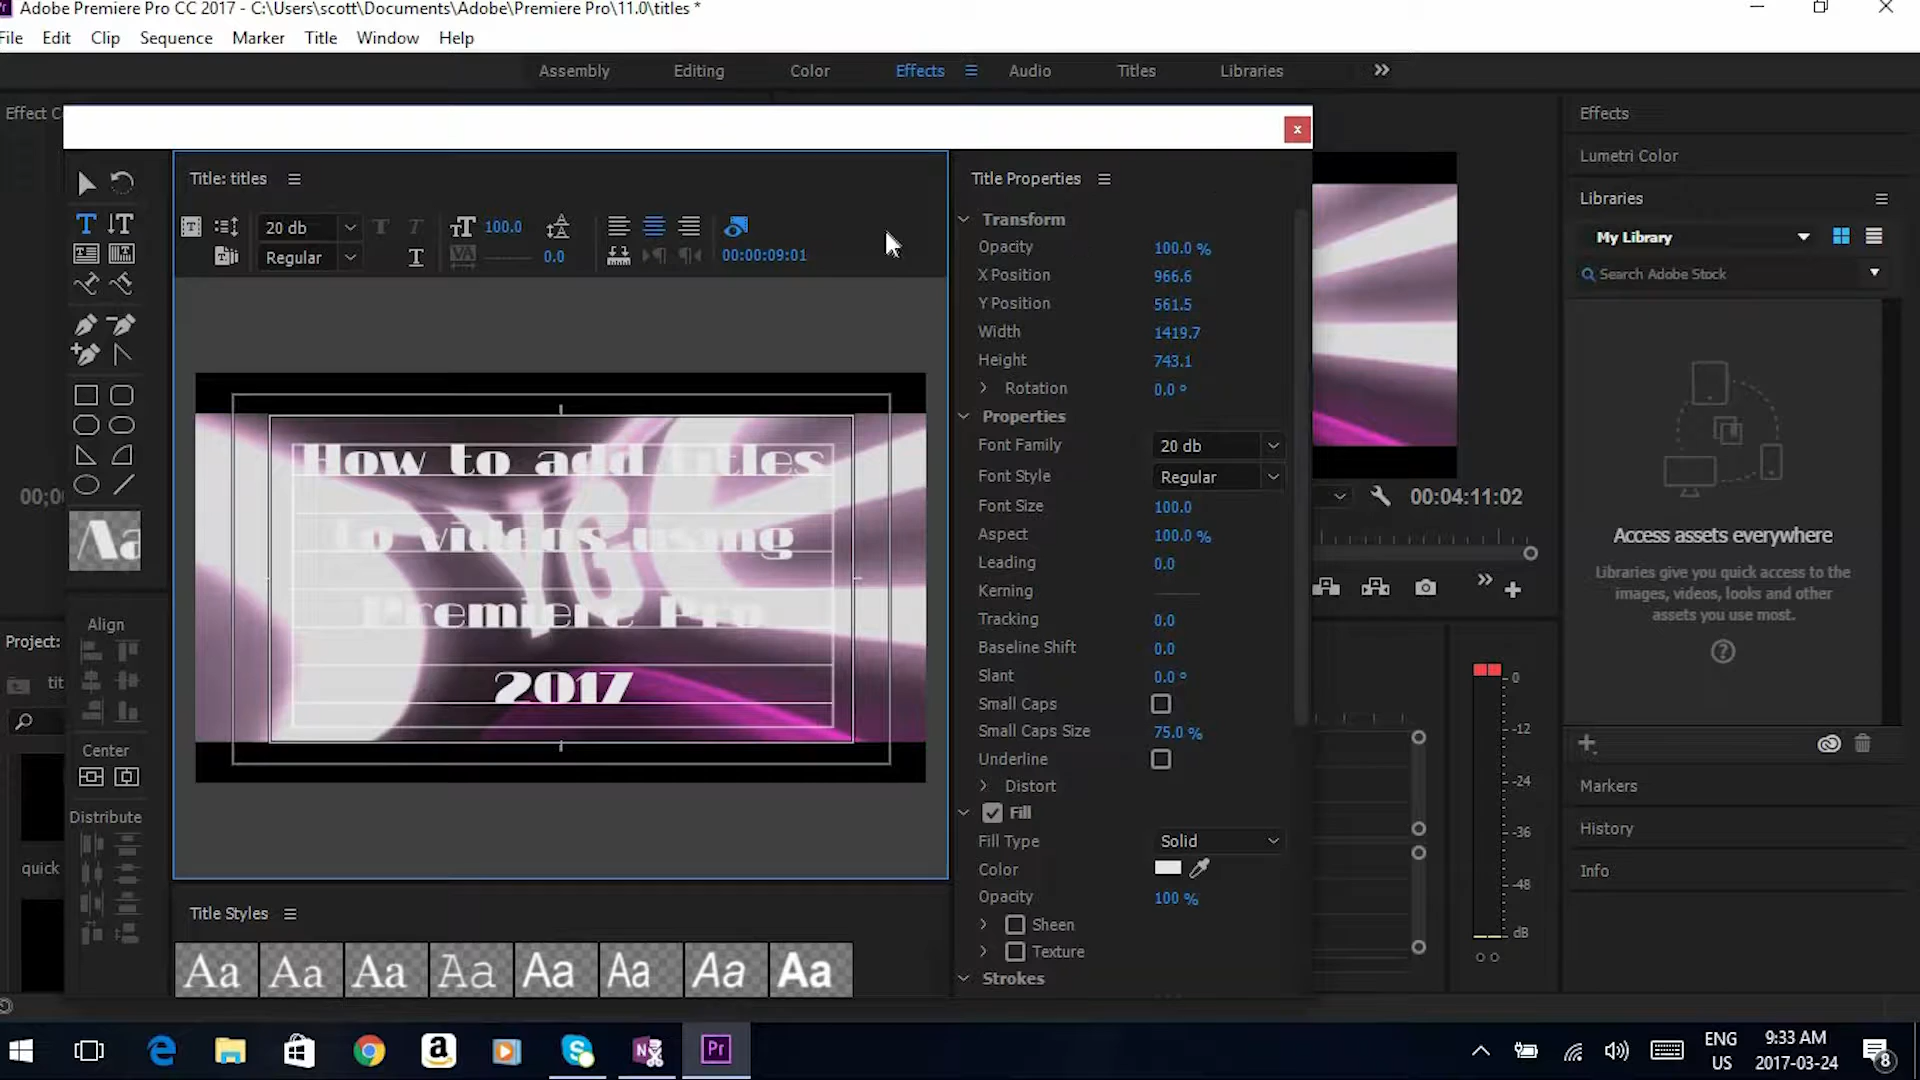 Adobe Premiere Pro CC 2017 - C:\Users\scott\Documents\Adobe\Premiere Pro\11.0\titles *
File Edit Clip Sequence Marker Title Window Help
Assembly Editing Color Effects Audio Titles Libraries
Effect C
Title: titles
20 db
100.0
Regular
0.0
00:00:09:01
How to add titles
to videos using
Premiere Pro
2017
YG
Align
Center
Distribute
Project:
tit
quick
00;0
Title Styles
Aa Aa Aa Aa Aa Aa Aa Aa
Title Properties
Transform
Opacity 100.0 %
X Position 966.6
Y Position 561.5
Width 1419.7
Height 743.1
Rotation 0.0 °
Properties
Font Family 20 db
Font Style Regular
Font Size 100.0
Aspect 100.0 %
Leading 0.0
Kerning
Tracking 0.0
Baseline Shift 0.0
Slant 0.0 °
Small Caps
Small Caps Size 75.0 %
Underline
Distort
Fill
Fill Type Solid
Color
Opacity 100 %
Sheen
Texture
Strokes
00:04:11:02
0
-12
-24
-36
-48
dB
Effects
Lumetri Color
Libraries
My Library
Search Adobe Stock
Access assets everywhere
Libraries give you quick access to the
images, videos, looks and other
assets you use most.
Markers
History
Info
ENG
US
9:33 AM
2017-03-24
8